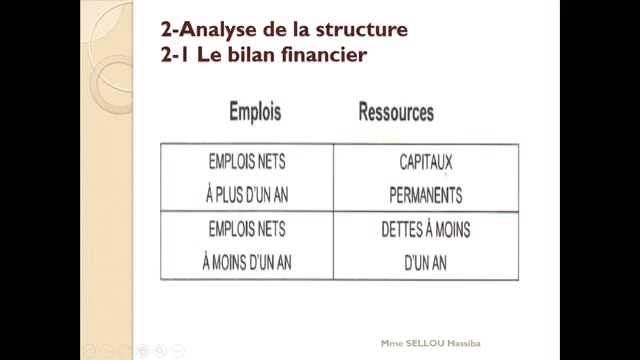 2-Analyse de la structure
2-1 Le bilan financier
Emplois Ressources
EMPLOIS NETS CAPITAUX
À PLUS D'UN AN PERMANENTS
EMPLOIS NETS DETTES À MOINS
À MOINS D'UN AN D'UN AN
Mme SELLOU Hassiba